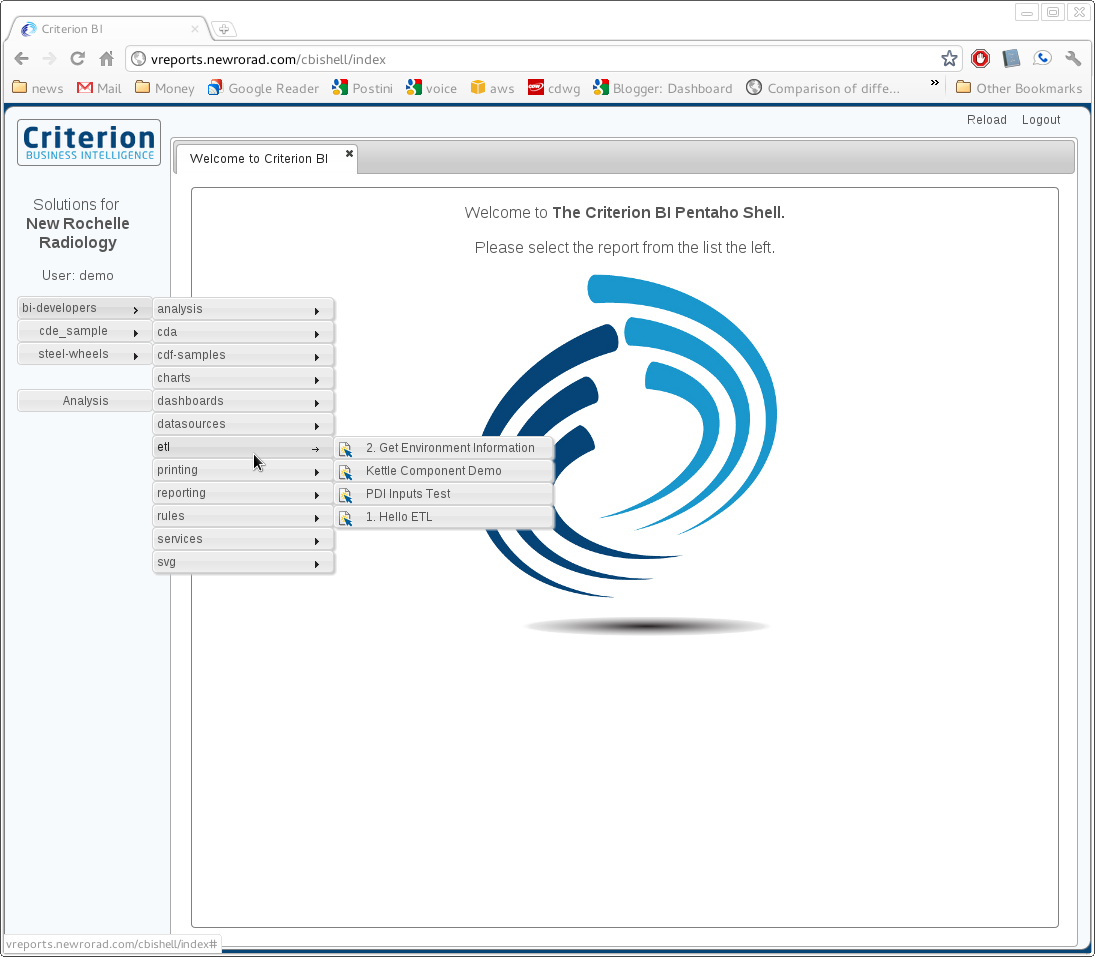 Criterion BI
vreports.newrorad.com/cbishell/index
news Mail Money Google Reader Postini voice aws cdwg Blogger: Dashboard Comparison of diffe... » Other Bookmarks
Reload Logout
Criterion
BUSINESS INTELLIGENCE
Welcome to Criterion BI
Solutions for
New Rochelle
Radiology
User: demo
Welcome to The Criterion BI Pentaho Shell.
Please select the report from the list the left.
bi-developers
cde_sample
steel-wheels
Analysis
analysis
cda
cdf-samples
charts
dashboards
datasources
etl
printing
reporting
rules
services
svg
2. Get Environment Information
Kettle Component Demo
PDI Inputs Test
1. Hello ETL
vreports.newrorad.com/cbishell/index#